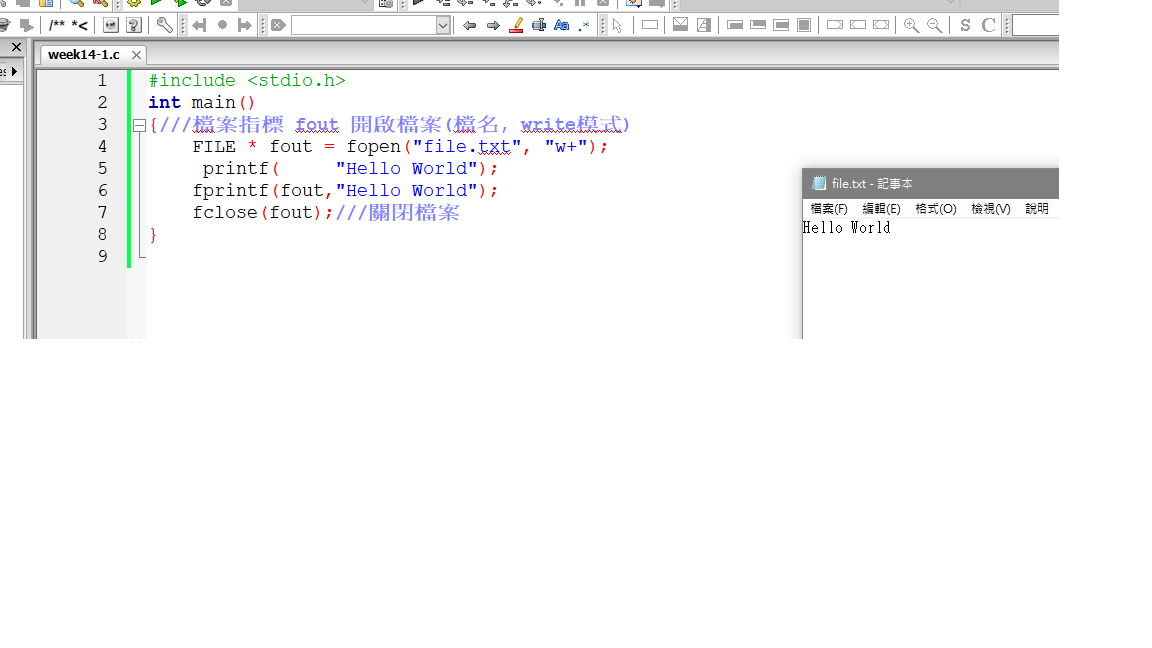 /** *<
S C
week14-1.c
1 #include <stdio.h>
2 int main()
3 {///檔案指標 fout 開啟檔案(檔名, write模式)
4 FILE * fout = fopen("file.txt", "w+");
5 printf( "Hello World");
6 fprintf(fout,"Hello World");
7 fclose(fout);///關閉檔案
8 }
9
file.txt - 記事本
檔案(F) 編輯(E) 格式(O) 檢視(V) 說明
Hello World